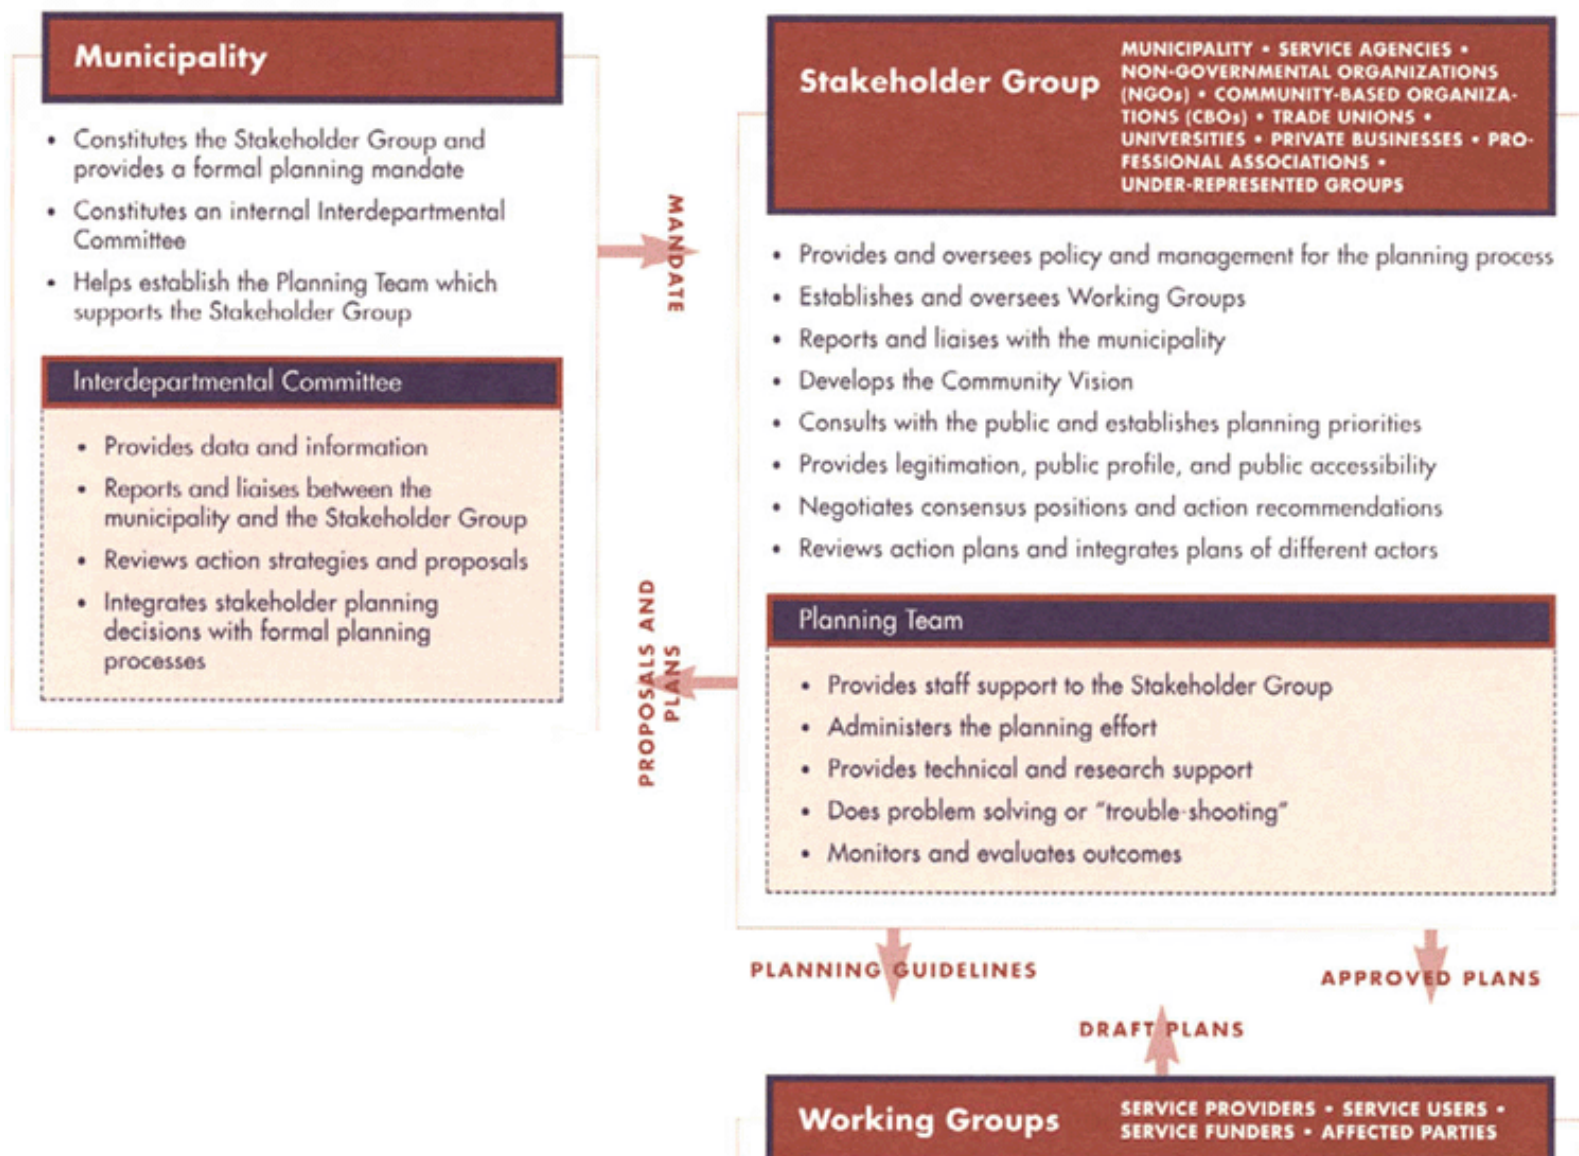 Municipality
• Constitutes the Stakeholder Group and
provides a formal planning mandate
• Constitutes an internal Interdepartmental
Committee
• Helps establish the Planning Team which
supports the Stakeholder Group
Interdepartmental Committee
• Provides data and information
• Reports and liaises between the
municipality and the Stakeholder Group
• Reviews action strategies and proposals
• Integrates stakeholder planning
decisions with formal planning
processes
MANDATE
PROPOSALS AND
PLANS
Stakeholder Group
MUNICIPALITY • SERVICE AGENCIES •
NON-GOVERNMENTAL ORGANIZATIONS
(NGOs) • COMMUNITY-BASED ORGANIZA-
TIONS (CBOs) • TRADE UNIONS •
UNIVERSITIES • PRIVATE BUSINESSES • PRO-
FESSIONAL ASSOCIATIONS •
UNDER-REPRESENTED GROUPS
• Provides and oversees policy and management for the planning process
• Establishes and oversees Working Groups
• Reports and liaises with the municipality
• Develops the Community Vision
• Consults with the public and establishes planning priorities
• Provides legitimation, public profile, and public accessibility
• Negotiates consensus positions and action recommendations
• Reviews action plans and integrates plans of different actors
Planning Team
• Provides staff support to the Stakeholder Group
• Administers the planning effort
• Provides technical and research support
• Does problem solving or "trouble-shooting"
• Monitors and evaluates outcomes
PLANNING GUIDELINES
APPROVED PLANS
DRAFT PLANS
Working Groups
SERVICE PROVIDERS • SERVICE USERS •
SERVICE FUNDERS • AFFECTED PARTIES